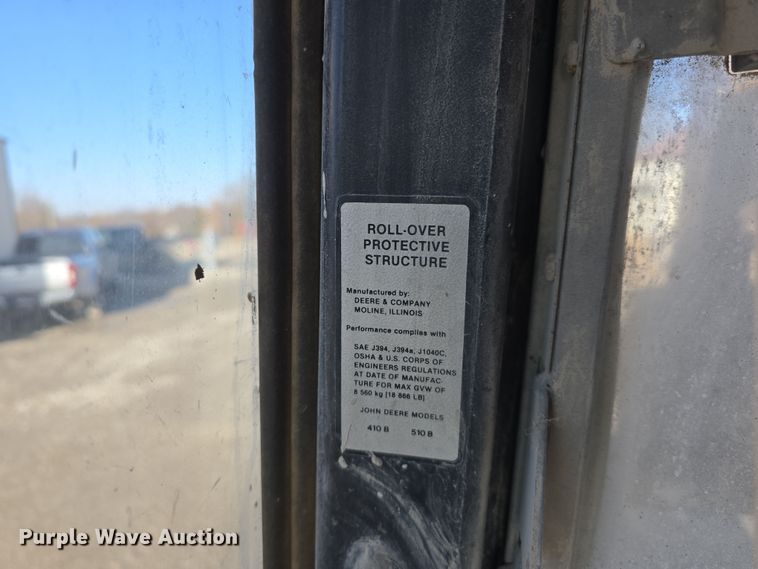 ROLL-OVER
PROTECTIVE
STRUCTURE
Manufactured by:
DEERE & COMPANY
MOLINE, ILLINOIS
Performance complies with
SAE J394, J394a, J1040C,
OSHA & U.S. CORPS OF
ENGINEERS REGULATIONS
AT DATE OF MANUFAC-
TURE FOR MAX GVW OF
8 560 kg [18 866 LB]
JOHN DEERE MODELS
410 B 510 B
Purple Wave Auction